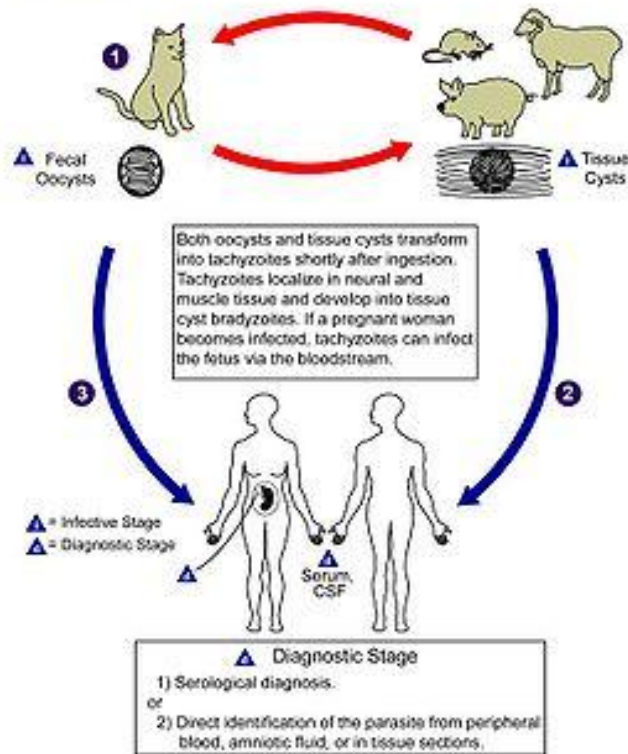 1
Fecal
Oocysts
i Tissue
Cysts
Both oocysts and tissue cysts transform
into tachyzoites shortly after ingestion.
Tachyzoites localize in neural and
muscle tissue and develop into tissue
cyst bradyzoites. If a pregnant woman
becomes infected, tachyzoites can infect
the fetus via the bloodstream.
3
2
i = Infective Stage
d = Diagnostic Stage
d
d
Serum,
CSF
d Diagnostic Stage
1) Serological diagnosis.
or
2) Direct identification of the parasite from peripheral
blood, amniotic fluid, or in tissue sections.